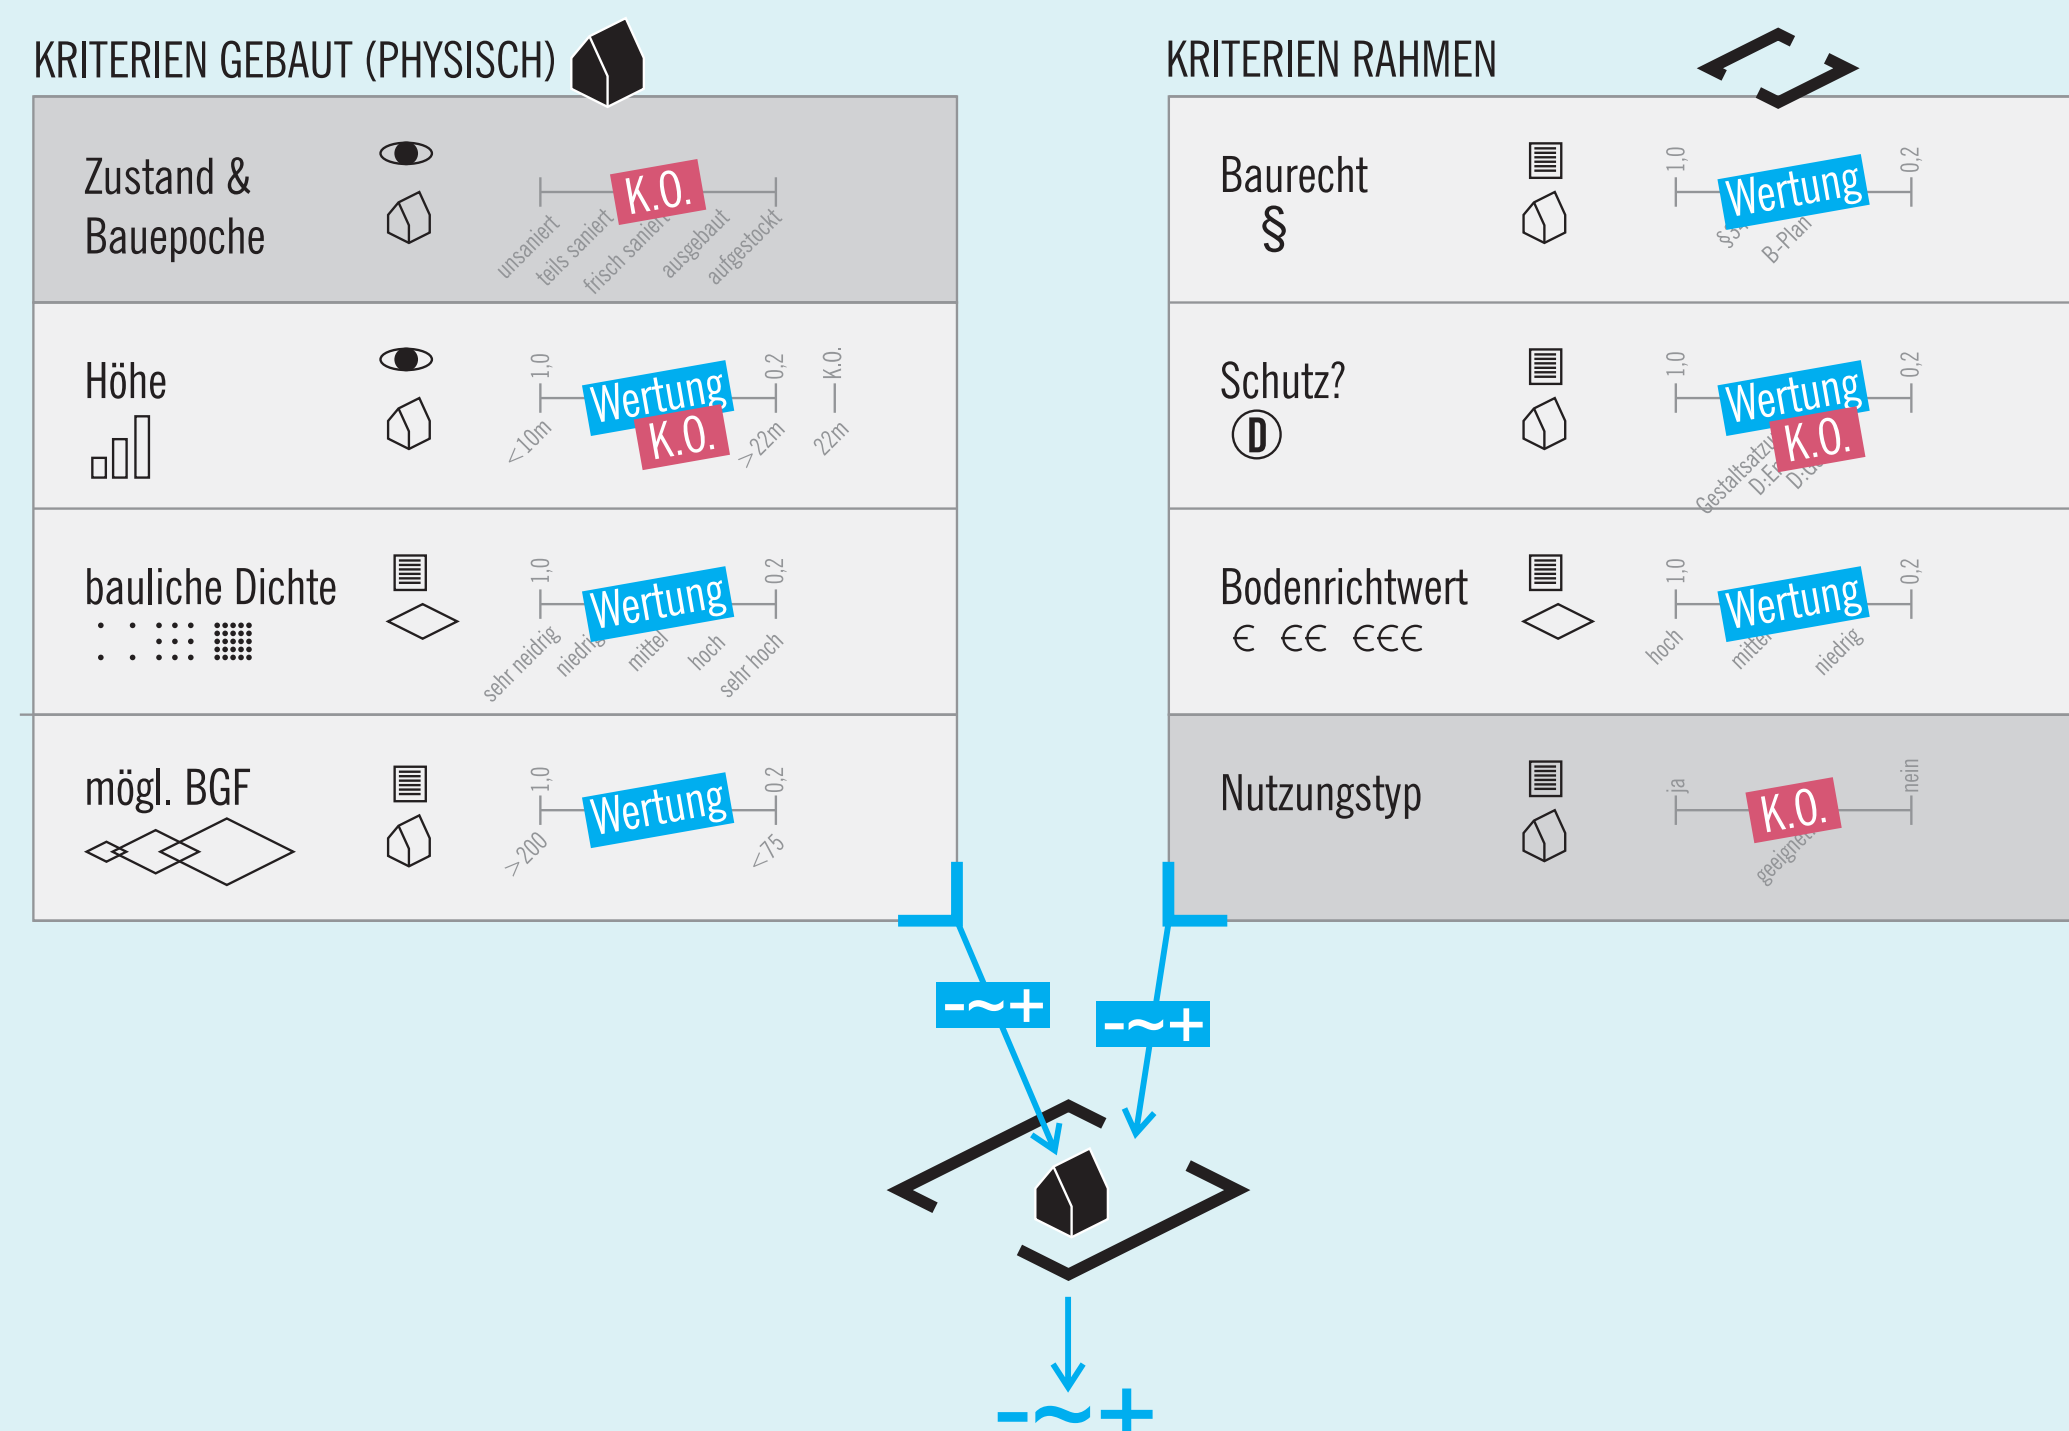 KRITERIEN GEBAUT (PHYSISCH)
Zustand &
Bauepoche
K.O.
unsaniert
teils saniert
frisch saniert
ausgebaut
aufgestockt
Höhe
1,0
0,2
K.O.
Wertung
K.O.
<10m
>22m
22m
bauliche Dichte
1,0
0,2
Wertung
sehr neidrig
niedrig
mittel
hoch
sehr hoch
mögl. BGF
1,0
0,2
Wertung
>200
<75
KRITERIEN RAHMEN
Baurecht
§
1,0
0,2
Wertung
B-Plan
Schutz?
D
1,0
0,2
Wertung
K.O.
Bodenrichtwert
€ €€ €€€
1,0
0,2
Wertung
hoch
mittel
niedrig
Nutzungstyp
ja
nein
K.O.
-~+
-~+
-~+